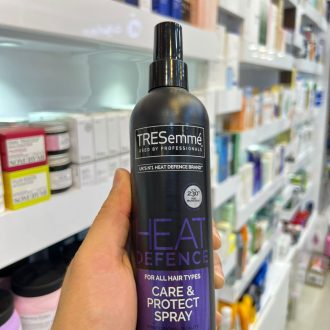 TRESemmé
USED BY PROFESSIONALS
UK'S N°1 HEAT DEFENCE BRAND
230°
HEAT
DEFENCE
FOR ALL HAIR TYPES
CARE &
PROTECT
SPRAY